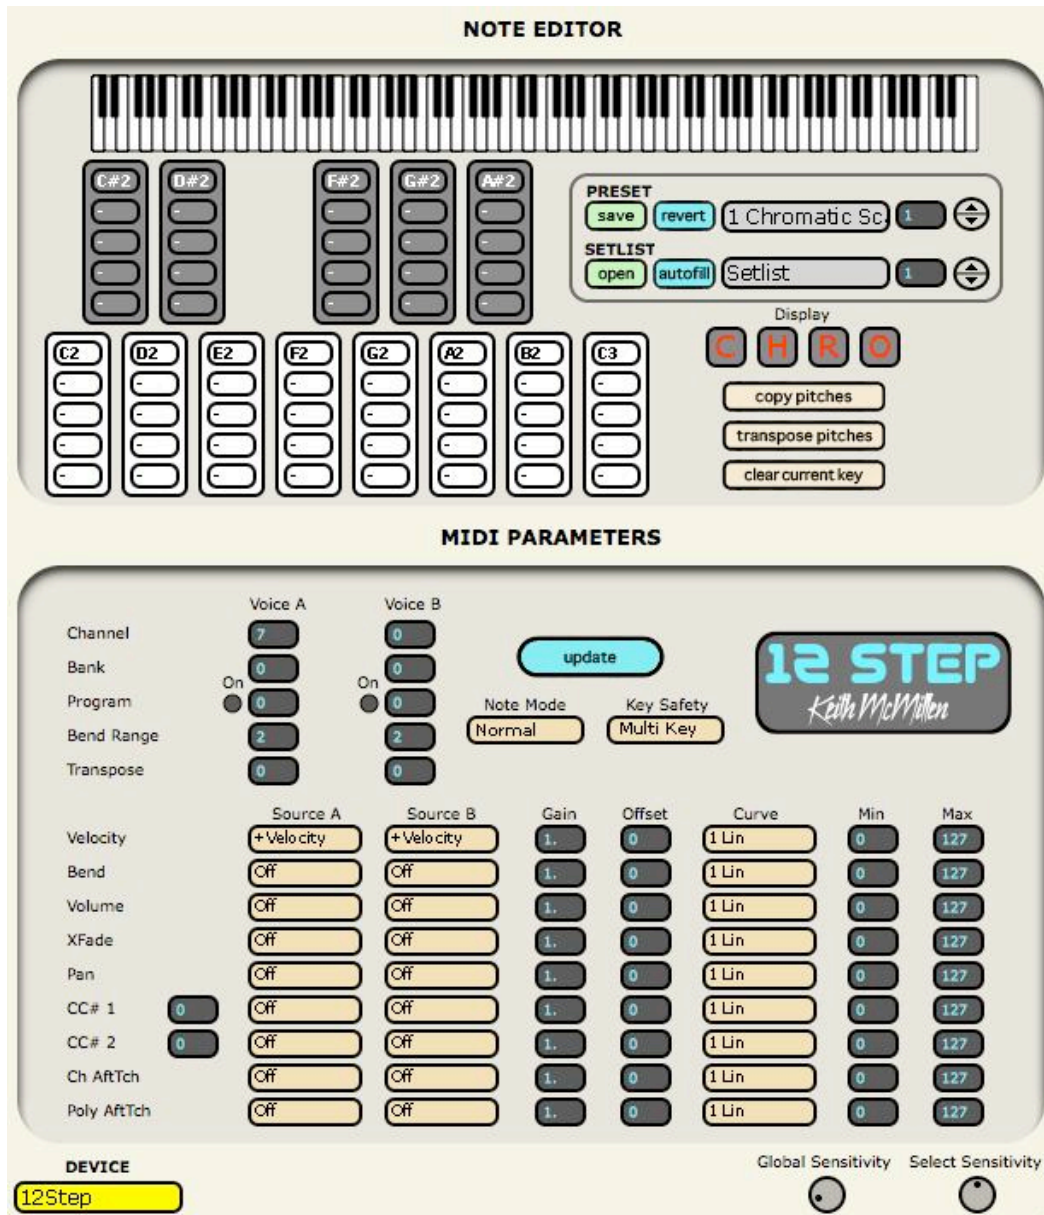 NOTE EDITOR
C#2 D#2 F#2 G#2 A#2
- - - - -
- - - - -
- - - - -
- - - - -
PRESET
save revert 1 Chromatic Sc 1
SETLIST
open autofill Setlist 1
Display
C H R O
C2 D2 E2 F2 G2 A2 B2 C3
- - - - - - - -
- - - - - - - -
- - - - - - - -
- - - - - - - -
copy pitches
transpose pitches
clear current key
MIDI PARAMETERS
Voice A Voice B
Channel 7 0
Bank 0 0
On On
Program 0 0
Bend Range 2 2
Transpose 0 0
update
Note Mode Key Safety
Normal Multi Key
12 STEP
Keith McMillen
Source A Source B Gain Offset Curve Min Max
Velocity +Velocity +Velocity 1. 0 1 Lin 0 127
Bend Off Off 1. 0 1 Lin 0 127
Volume Off Off 1. 0 1 Lin 0 127
XFade Off Off 1. 0 1 Lin 0 127
Pan Off Off 1. 0 1 Lin 0 127
CC# 1 0 Off Off 1. 0 1 Lin 0 127
CC# 2 0 Off Off 1. 0 1 Lin 0 127
Ch AftTch Off Off 1. 0 1 Lin 0 127
Poly AftTch Off Off 1. 0 1 Lin 0 127
DEVICE
12Step
Global Sensitivity Select Sensitivity